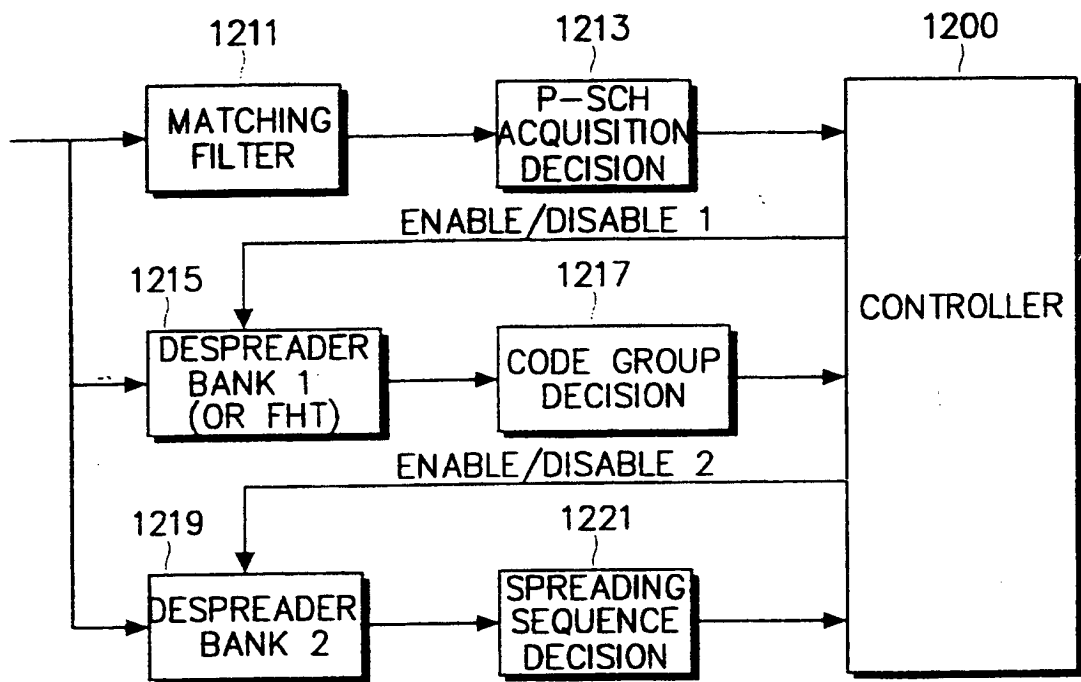 1211
1213
1200
MATCHING
FILTER
P-SCH
ACQUISITION
DECISION
ENABLE/DISABLE 1
1215
1217
CONTROLLER
DESPREADER
BANK 1
(OR FHT)
CODE GROUP
DECISION
ENABLE/DISABLE 2
1219
1221
DESPREADER
BANK 2
SPREADING
SEQUENCE
DECISION